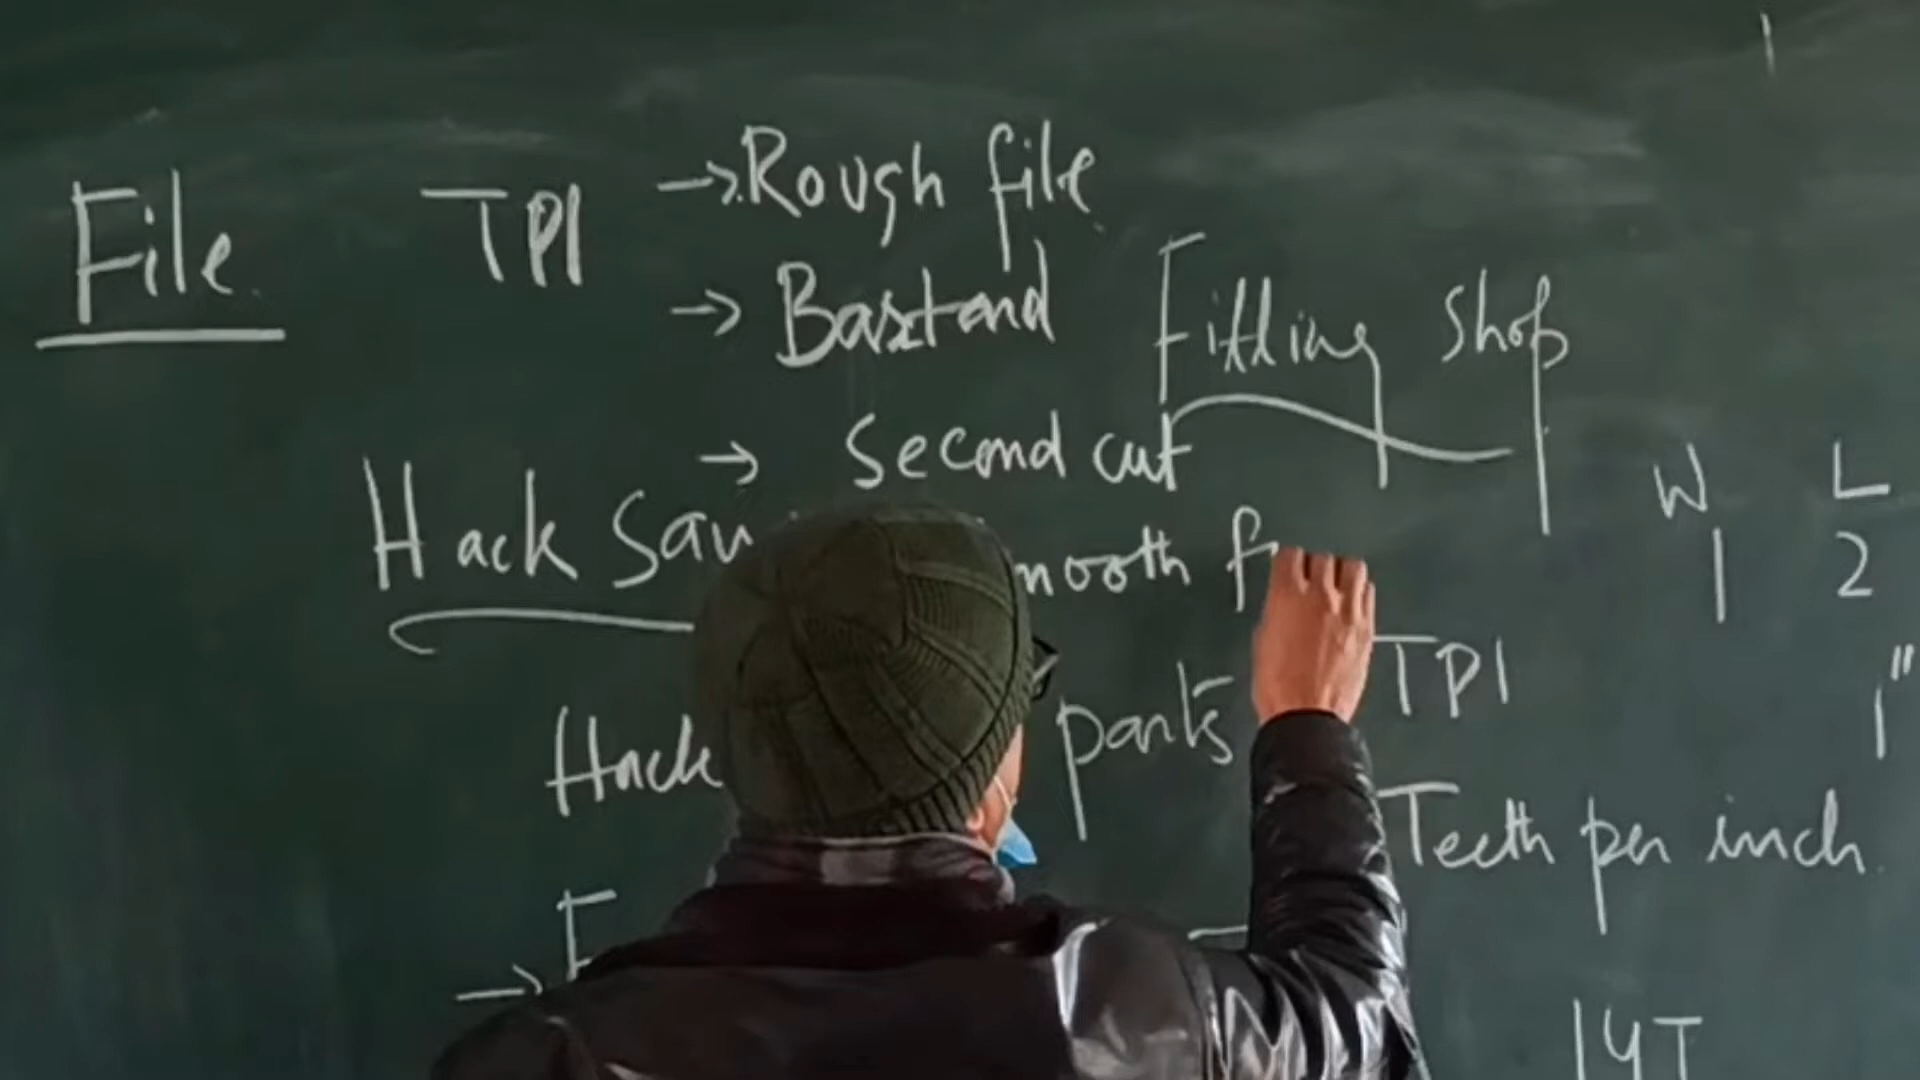 File. TPI → Rough file
→ Bastand
Fitting Shop
→ Second cut
Hack Saw
mooth f
W L
1 2
TPI
1"
Hack parts
Teeth per inch.
→ F
14T